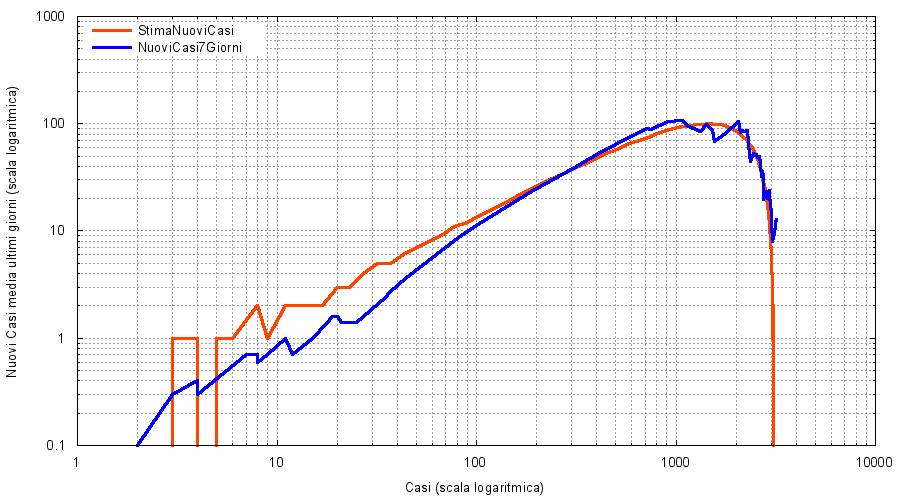 1000
100
10
1
0.1
Nuovi Casi media ultimi giorni (scala logaritmica)
StimaNuoviCasi
NuoviCasi7Giorni
1 10 100 1000 10000
Casi (scala logaritmica)